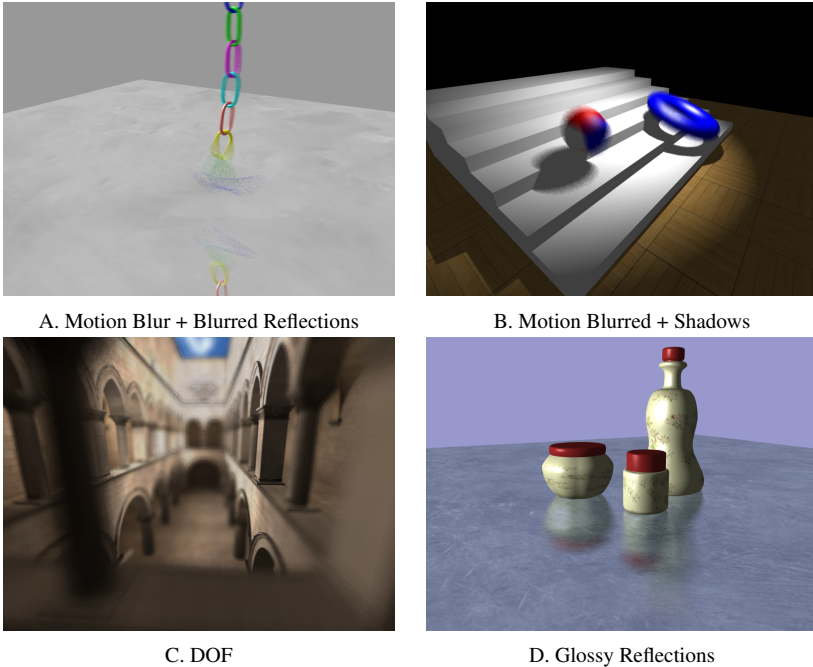 A. Motion Blur + Blurred Reflections
B. Motion Blurred + Shadows
C. DOF
D. Glossy Reflections